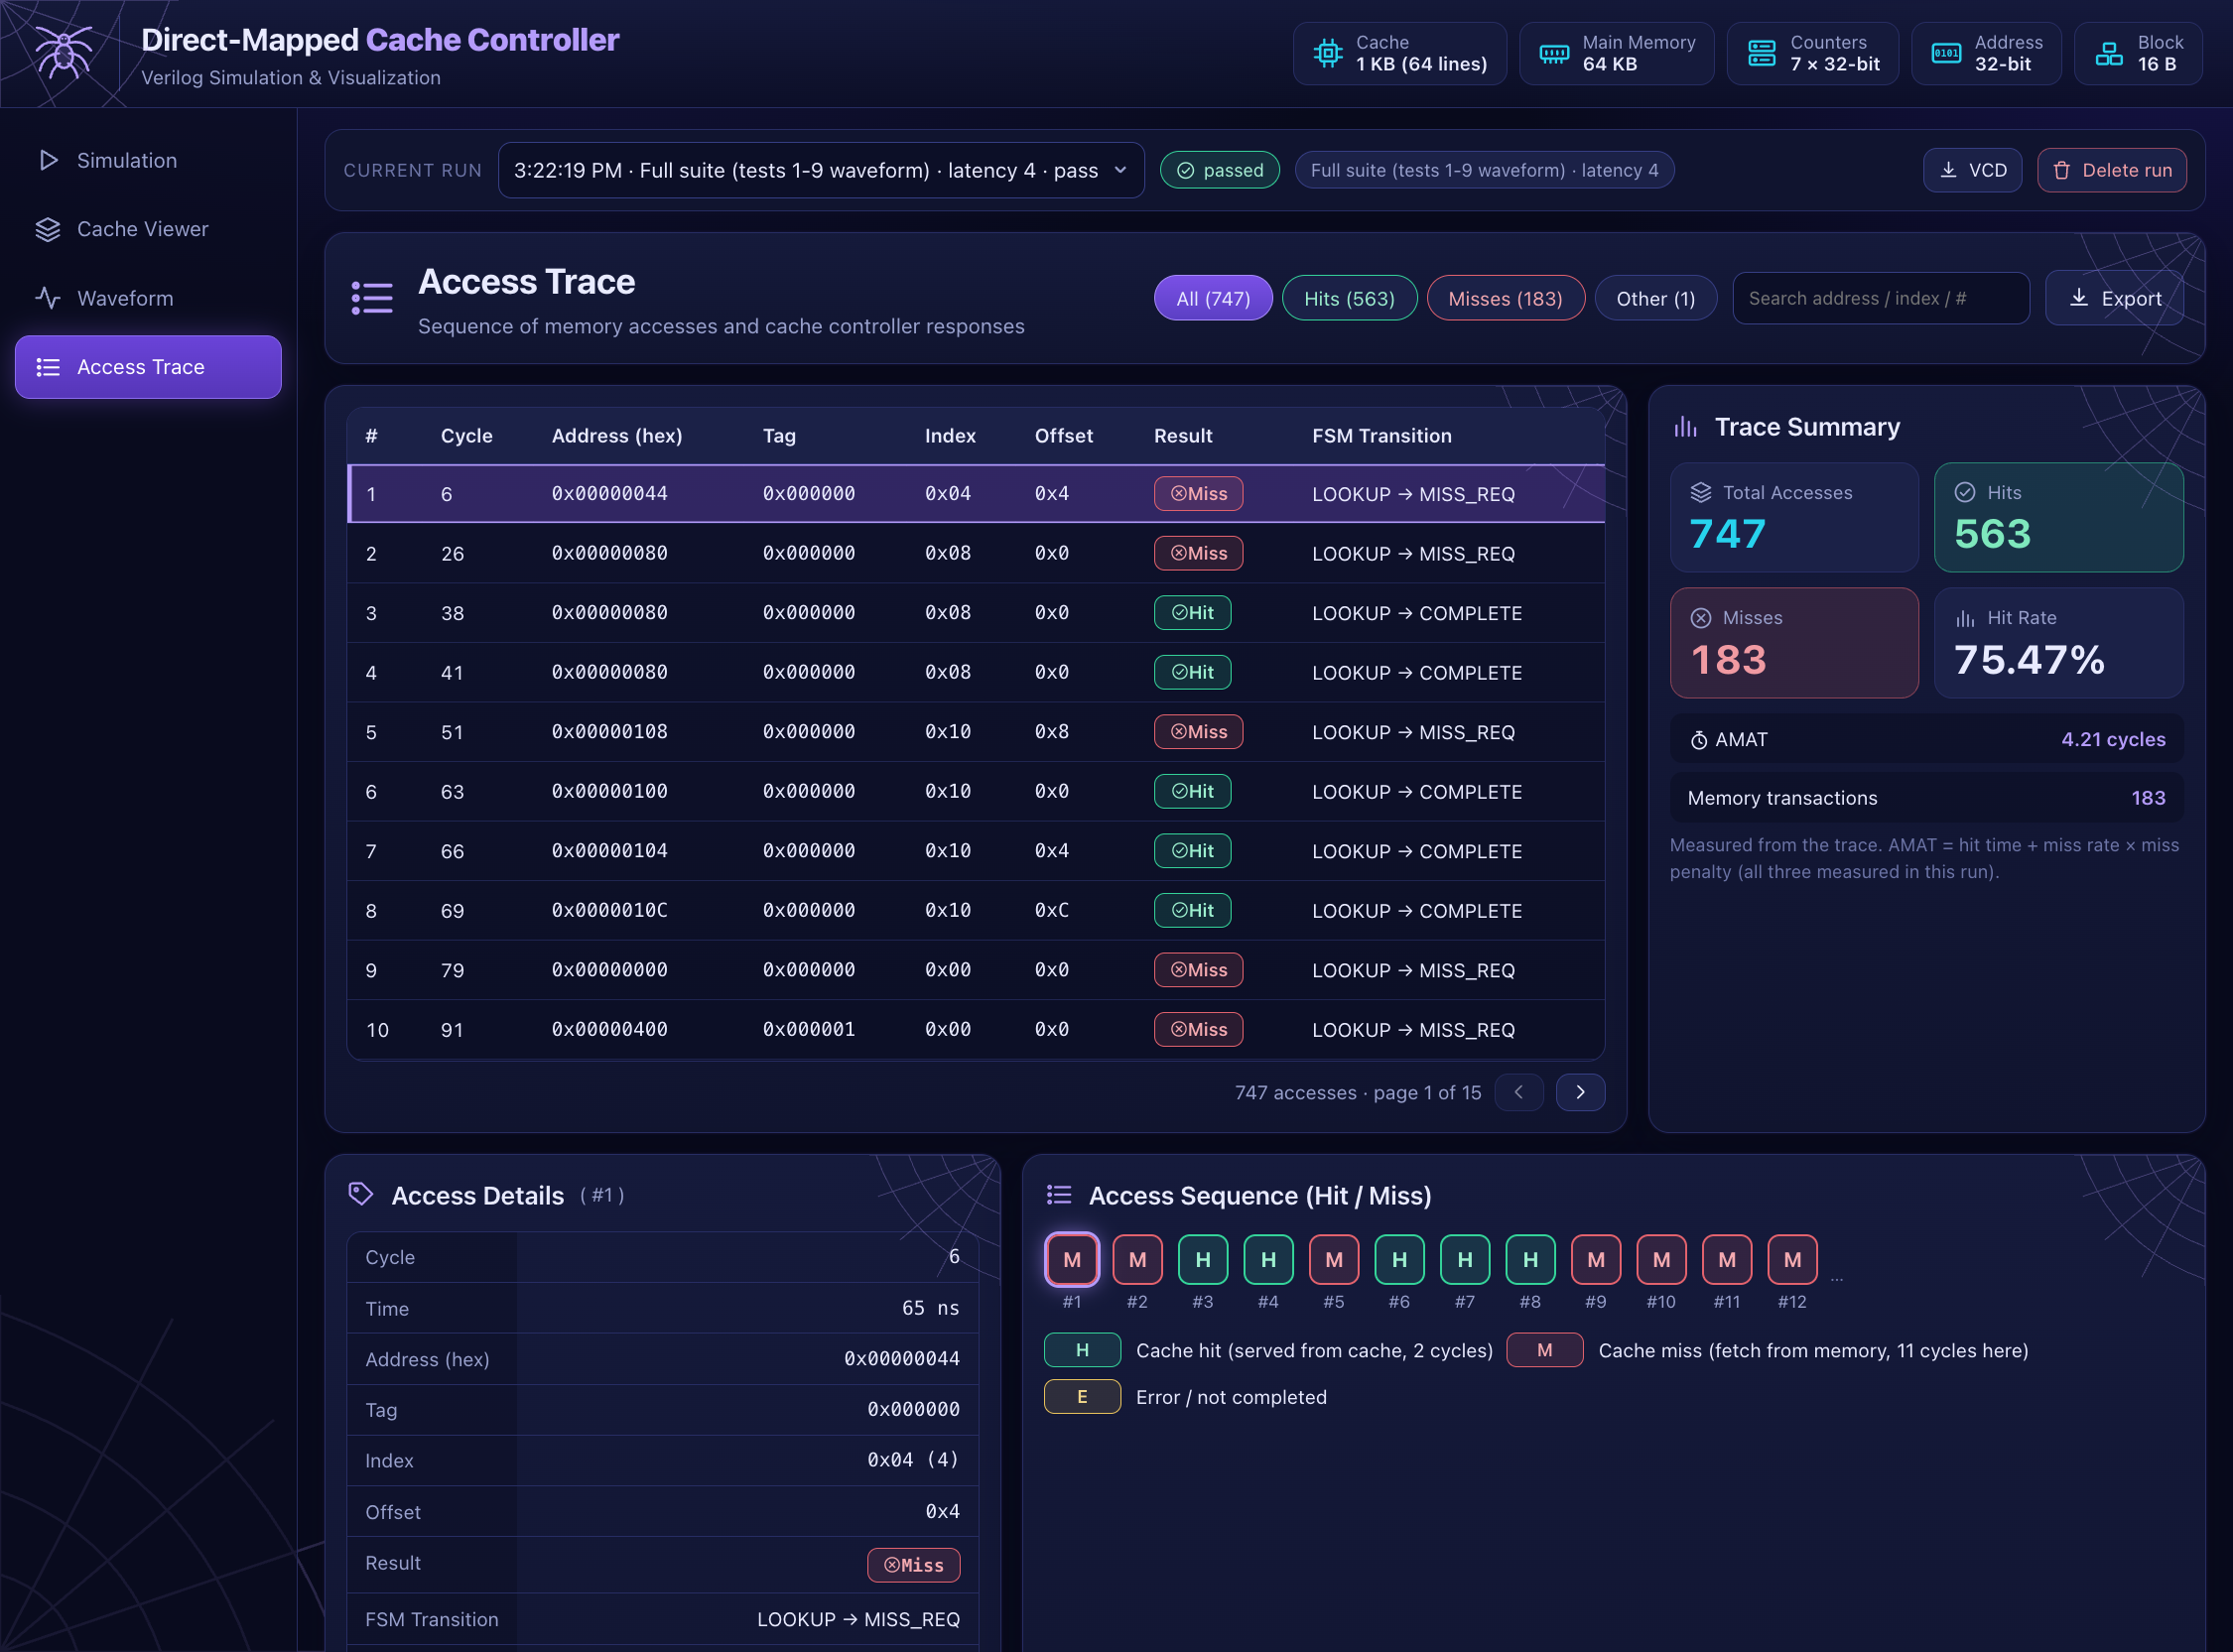 Direct-Mapped Cache Controller
Verilog Simulation & Visualization
Cache
1 KB (64 lines)
Main Memory
64 KB
Counters
7 × 32-bit
0101
Address
32-bit
Block
16 B
Simulation
Cache Viewer
Waveform
Access Trace
CURRENT RUN
3:22:19 PM · Full suite (tests 1-9 waveform) · latency 4 · pass
passed
Full suite (tests 1-9 waveform) · latency 4
VCD
Delete run
Access Trace
Sequence of memory accesses and cache controller responses
All (747)
Hits (563)
Misses (183)
Other (1)
Search address / index / #
Export
# Cycle Address (hex) Tag Index Offset Result FSM Transition
1 6 0x00000044 0x000000 0x04 0x4 Miss LOOKUP → MISS_REQ
2 26 0x00000080 0x000000 0x08 0x0 Miss LOOKUP → MISS_REQ
3 38 0x00000080 0x000000 0x08 0x0 Hit LOOKUP → COMPLETE
4 41 0x00000080 0x000000 0x08 0x0 Hit LOOKUP → COMPLETE
5 51 0x00000108 0x000000 0x10 0x8 Miss LOOKUP → MISS_REQ
6 63 0x00000100 0x000000 0x10 0x0 Hit LOOKUP → COMPLETE
7 66 0x00000104 0x000000 0x10 0x4 Hit LOOKUP → COMPLETE
8 69 0x0000010C 0x000000 0x10 0xC Hit LOOKUP → COMPLETE
9 79 0x00000000 0x000000 0x00 0x0 Miss LOOKUP → MISS_REQ
10 91 0x00000400 0x000001 0x00 0x0 Miss LOOKUP → MISS_REQ
747 accesses · page 1 of 15
Trace Summary
Total Accesses
747
Hits
563
Misses
183
Hit Rate
75.47%
AMAT 4.21 cycles
Memory transactions 183
Measured from the trace. AMAT = hit time + miss rate × miss
penalty (all three measured in this run).
Access Details ( #1 )
Cycle 6
Time 65 ns
Address (hex) 0x00000044
Tag 0x000000
Index 0x04 (4)
Offset 0x4
Result Miss
FSM Transition LOOKUP → MISS_REQ
Access Sequence (Hit / Miss)
M M H H M H H H M M M M ...
#1 #2 #3 #4 #5 #6 #7 #8 #9 #10 #11 #12
H Cache hit (served from cache, 2 cycles) M Cache miss (fetch from memory, 11 cycles here)
E Error / not completed